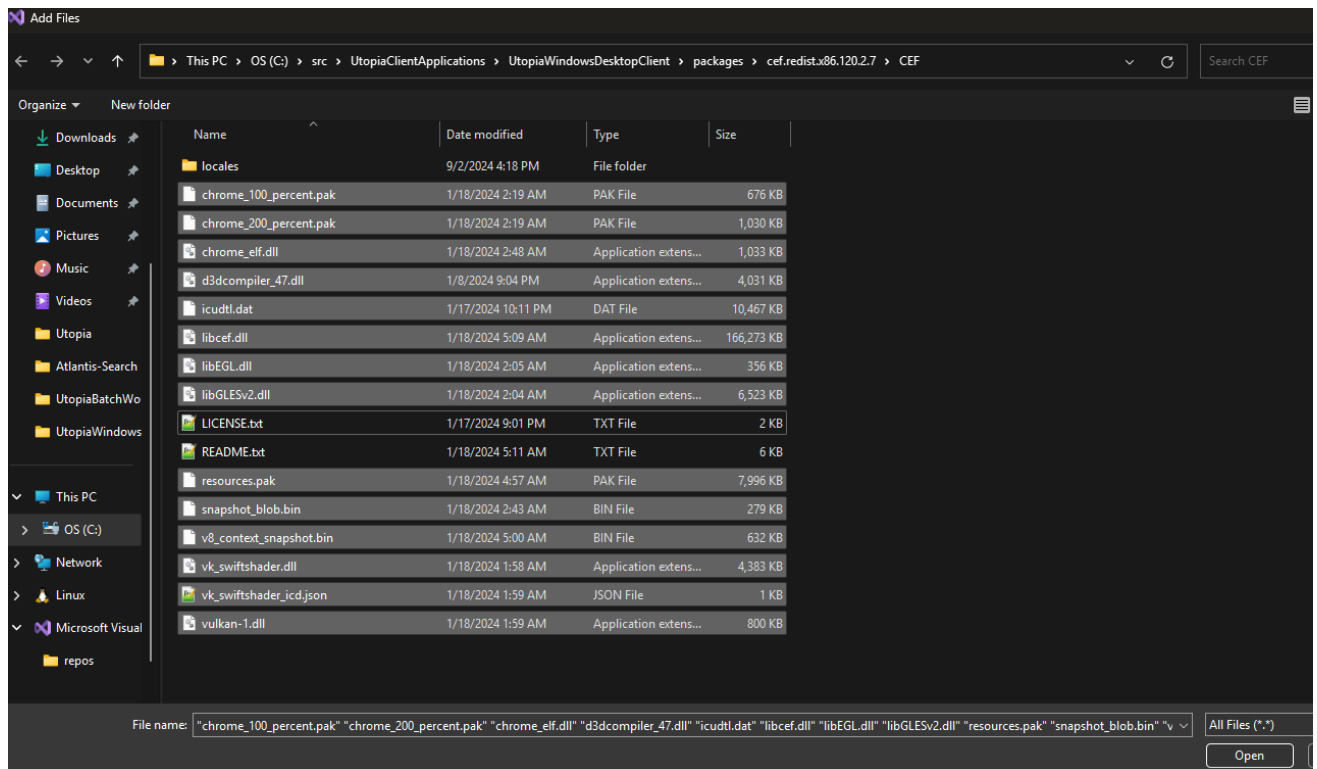 Add Files
This PC > OS (C:) > src > UtopiaClientApplications > UtopiaWindowsDesktopClient > packages > cef.redist.x86.120.2.7 > CEF
Search CEF
Organize
New folder
Downloads
Desktop
Documents
Pictures
Music
Videos
Utopia
Atlantis-Search
UtopiaBatchWo
UtopiaWindows
This PC
OS (C:)
Network
Linux
Microsoft Visual
repos
Name Date modified Type Size
locales 9/2/2024 4:18 PM File folder
chrome_100_percent.pak 1/18/2024 2:19 AM PAK File 676 KB
chrome_200_percent.pak 1/18/2024 2:19 AM PAK File 1,030 KB
chrome_elf.dll 1/18/2024 2:48 AM Application extens... 1,033 KB
d3dcompiler_47.dll 1/8/2024 9:04 PM Application extens... 4,031 KB
icudtl.dat 1/17/2024 10:11 PM DAT File 10,467 KB
libcef.dll 1/18/2024 5:09 AM Application extens... 166,273 KB
libEGL.dll 1/18/2024 2:05 AM Application extens... 356 KB
libGLESv2.dll 1/18/2024 2:04 AM Application extens... 6,523 KB
LICENSE.txt 1/17/2024 9:01 PM TXT File 2 KB
README.txt 1/18/2024 5:11 AM TXT File 6 KB
resources.pak 1/18/2024 4:57 AM PAK File 7,996 KB
snapshot_blob.bin 1/18/2024 2:43 AM BIN File 279 KB
v8_context_snapshot.bin 1/18/2024 5:00 AM BIN File 632 KB
vk_swiftshader.dll 1/18/2024 1:58 AM Application extens... 4,383 KB
vk_swiftshader_icd.json 1/18/2024 1:59 AM JSON File 1 KB
vulkan-1.dll 1/18/2024 1:59 AM Application extens... 800 KB
File name: "chrome_100_percent.pak" "chrome_200_percent.pak" "chrome_elf.dll" "d3dcompiler_47.dll" "icudtl.dat" "libcef.dll" "libEGL.dll" "libGLESv2.dll" "resources.pak" "snapshot_blob.bin" "v
All Files (*.*)
Open